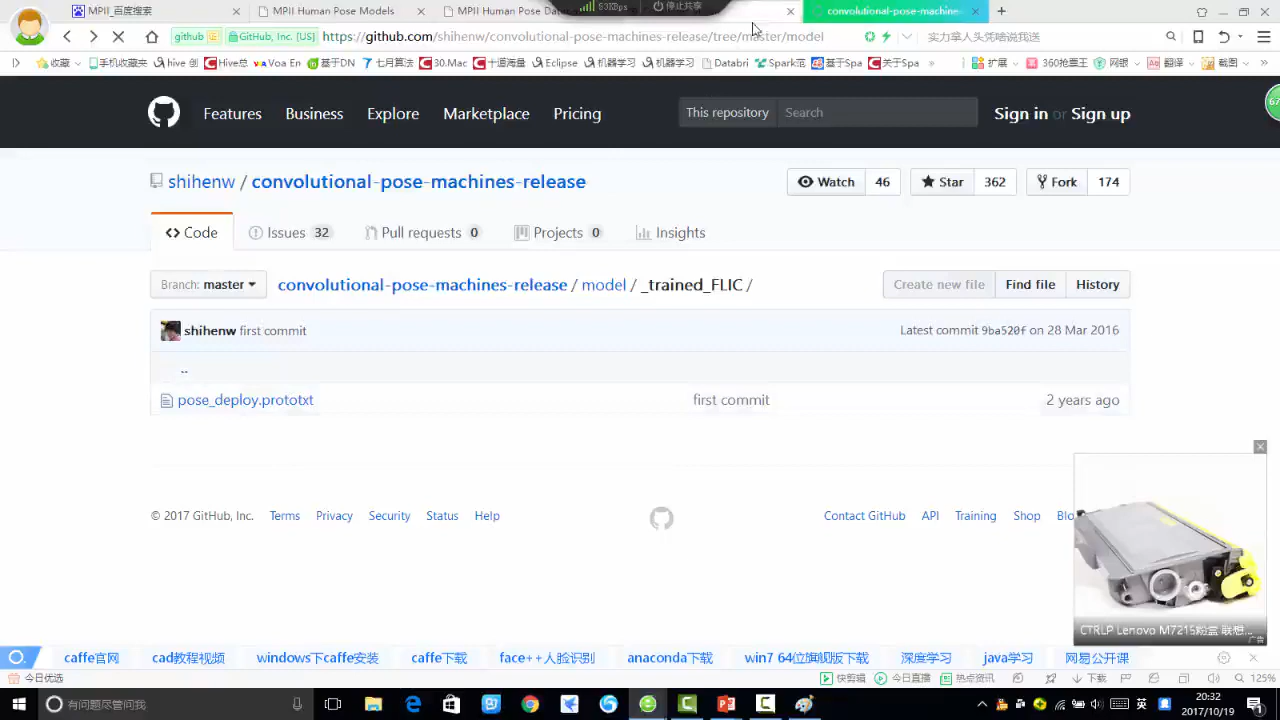 MPII_百度搜索
MPII Human Pose Models
MPII Human Pose Da
停止共享
convolutional-pose-machine
github
GitHub, Inc. [US]
https://github.com/shihenw/convolutional-pose-machines-release/tree/master/model
实力拿人头凭啥说我送
收藏
手机收藏夹
hive 创
Hive总
Voa En
基于DN
七月算法
30.Mac
十道海量
Eclipse
机器学习
机器学习
Databri
Spark范
基于Spa
关于Spa
»
扩展
360抢票王
网银
翻译
截图
»
67
Features
Business
Explore
Marketplace
Pricing
This repository
Search
Sign in or Sign up
shihenw / convolutional-pose-machines-release
Watch 46
Star 362
Fork 174
Code
Issues 32
Pull requests 0
Projects 0
Insights
Branch: master
convolutional-pose-machines-release / model / _trained_FLIC /
Create new file
Find file
History
shihenw first commit
Latest commit 9ba520f on 28 Mar 2016
..
pose_deploy.prototxt
first commit
2 years ago
© 2017 GitHub, Inc.
Terms
Privacy
Security
Status
Help
Contact GitHub
API
Training
Shop
Blo
CTRLP Lenovo M7215粉盒 联想...
广告
caffe官网
cad教程视频
windows下caffe安装
caffe下载
face++人脸识别
anaconda下载
win7 64位旗舰版下载
深度学习
java学习
网易公开课
今日优选
快剪辑
今日直播
热点资讯
下载
125%
有问题尽管问我
英
20:32
2017/10/19